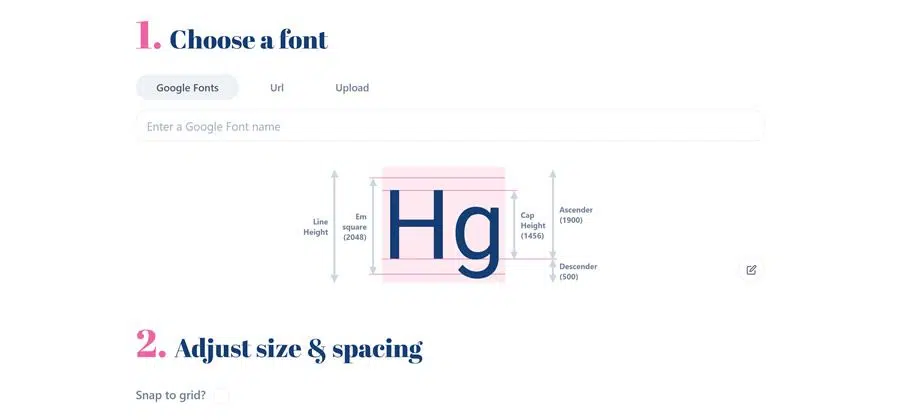 1. Choose a font
Google Fonts Url Upload
Enter a Google Font name
Line
Height
Em
square
(2048)
Hg
Cap
Height
(1456)
Ascender
(1900)
Descender
(500)
2. Adjust size & spacing
Snap to grid?